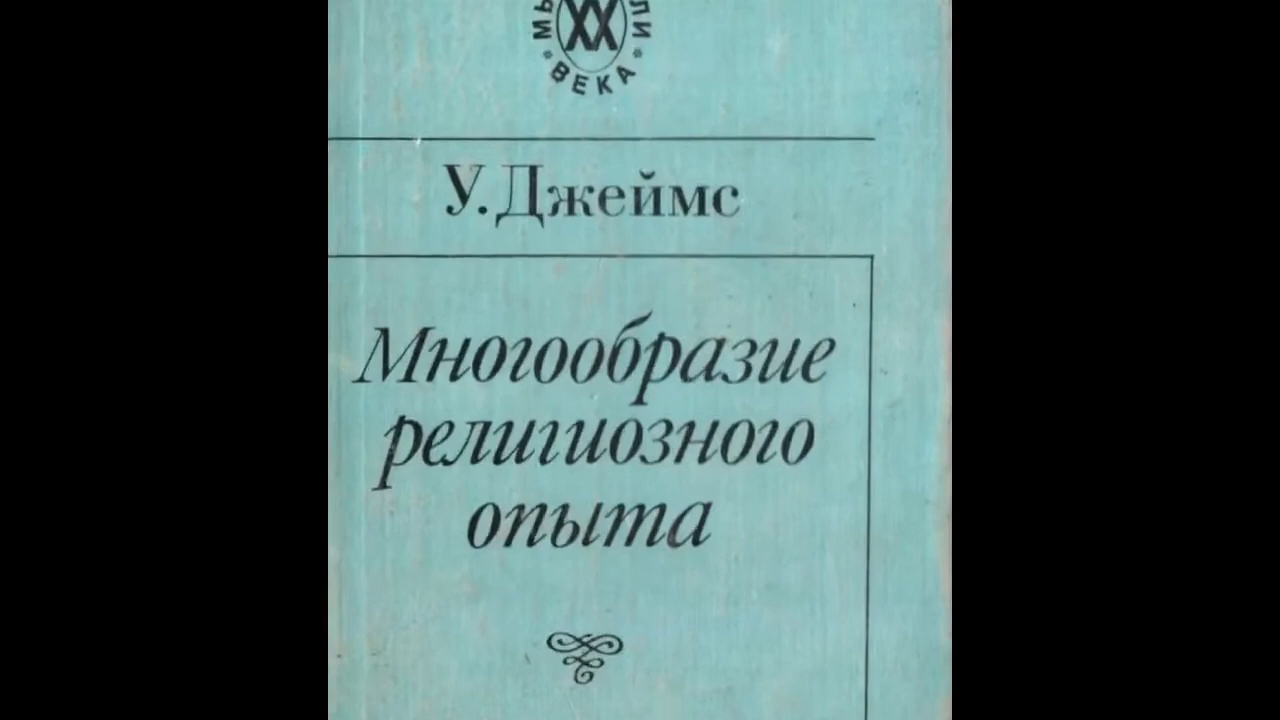 XX
ВЕКА
У. Джеймс
Многообразие
религиозного
опыта